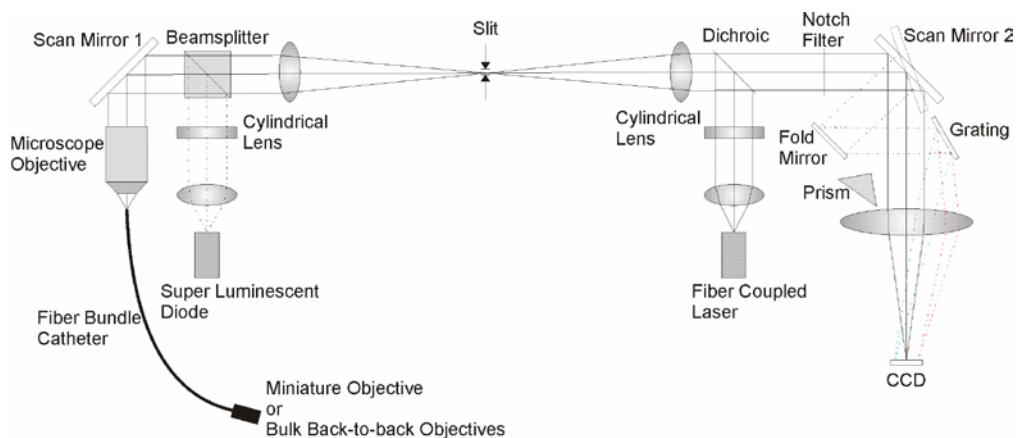 Scan Mirror 1
Beamsplitter
Slit
Dichroic
Notch
Filter
Scan Mirror 2
Cylindrical
Lens
Microscope
Objective
Cylindrical
Lens
Fold
Mirror
Grating
Prism
Super Luminescent
Diode
Fiber Coupled
Laser
Fiber Bundle
Catheter
CCD
Miniature Objective
or
Bulk Back-to-back Objectives